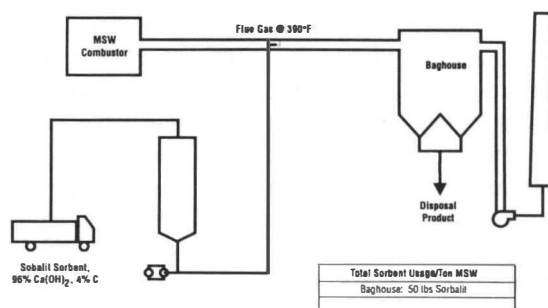 Flue Gas @ 390°F
MSW
Combustor
Baghouse
Disposal
Product
Sobalil Sorbent,
96% Ca(OH)2, 4% C
Total Sorbent Usage/Ton MSW
Baghouse: 50 lbs Sorbalit